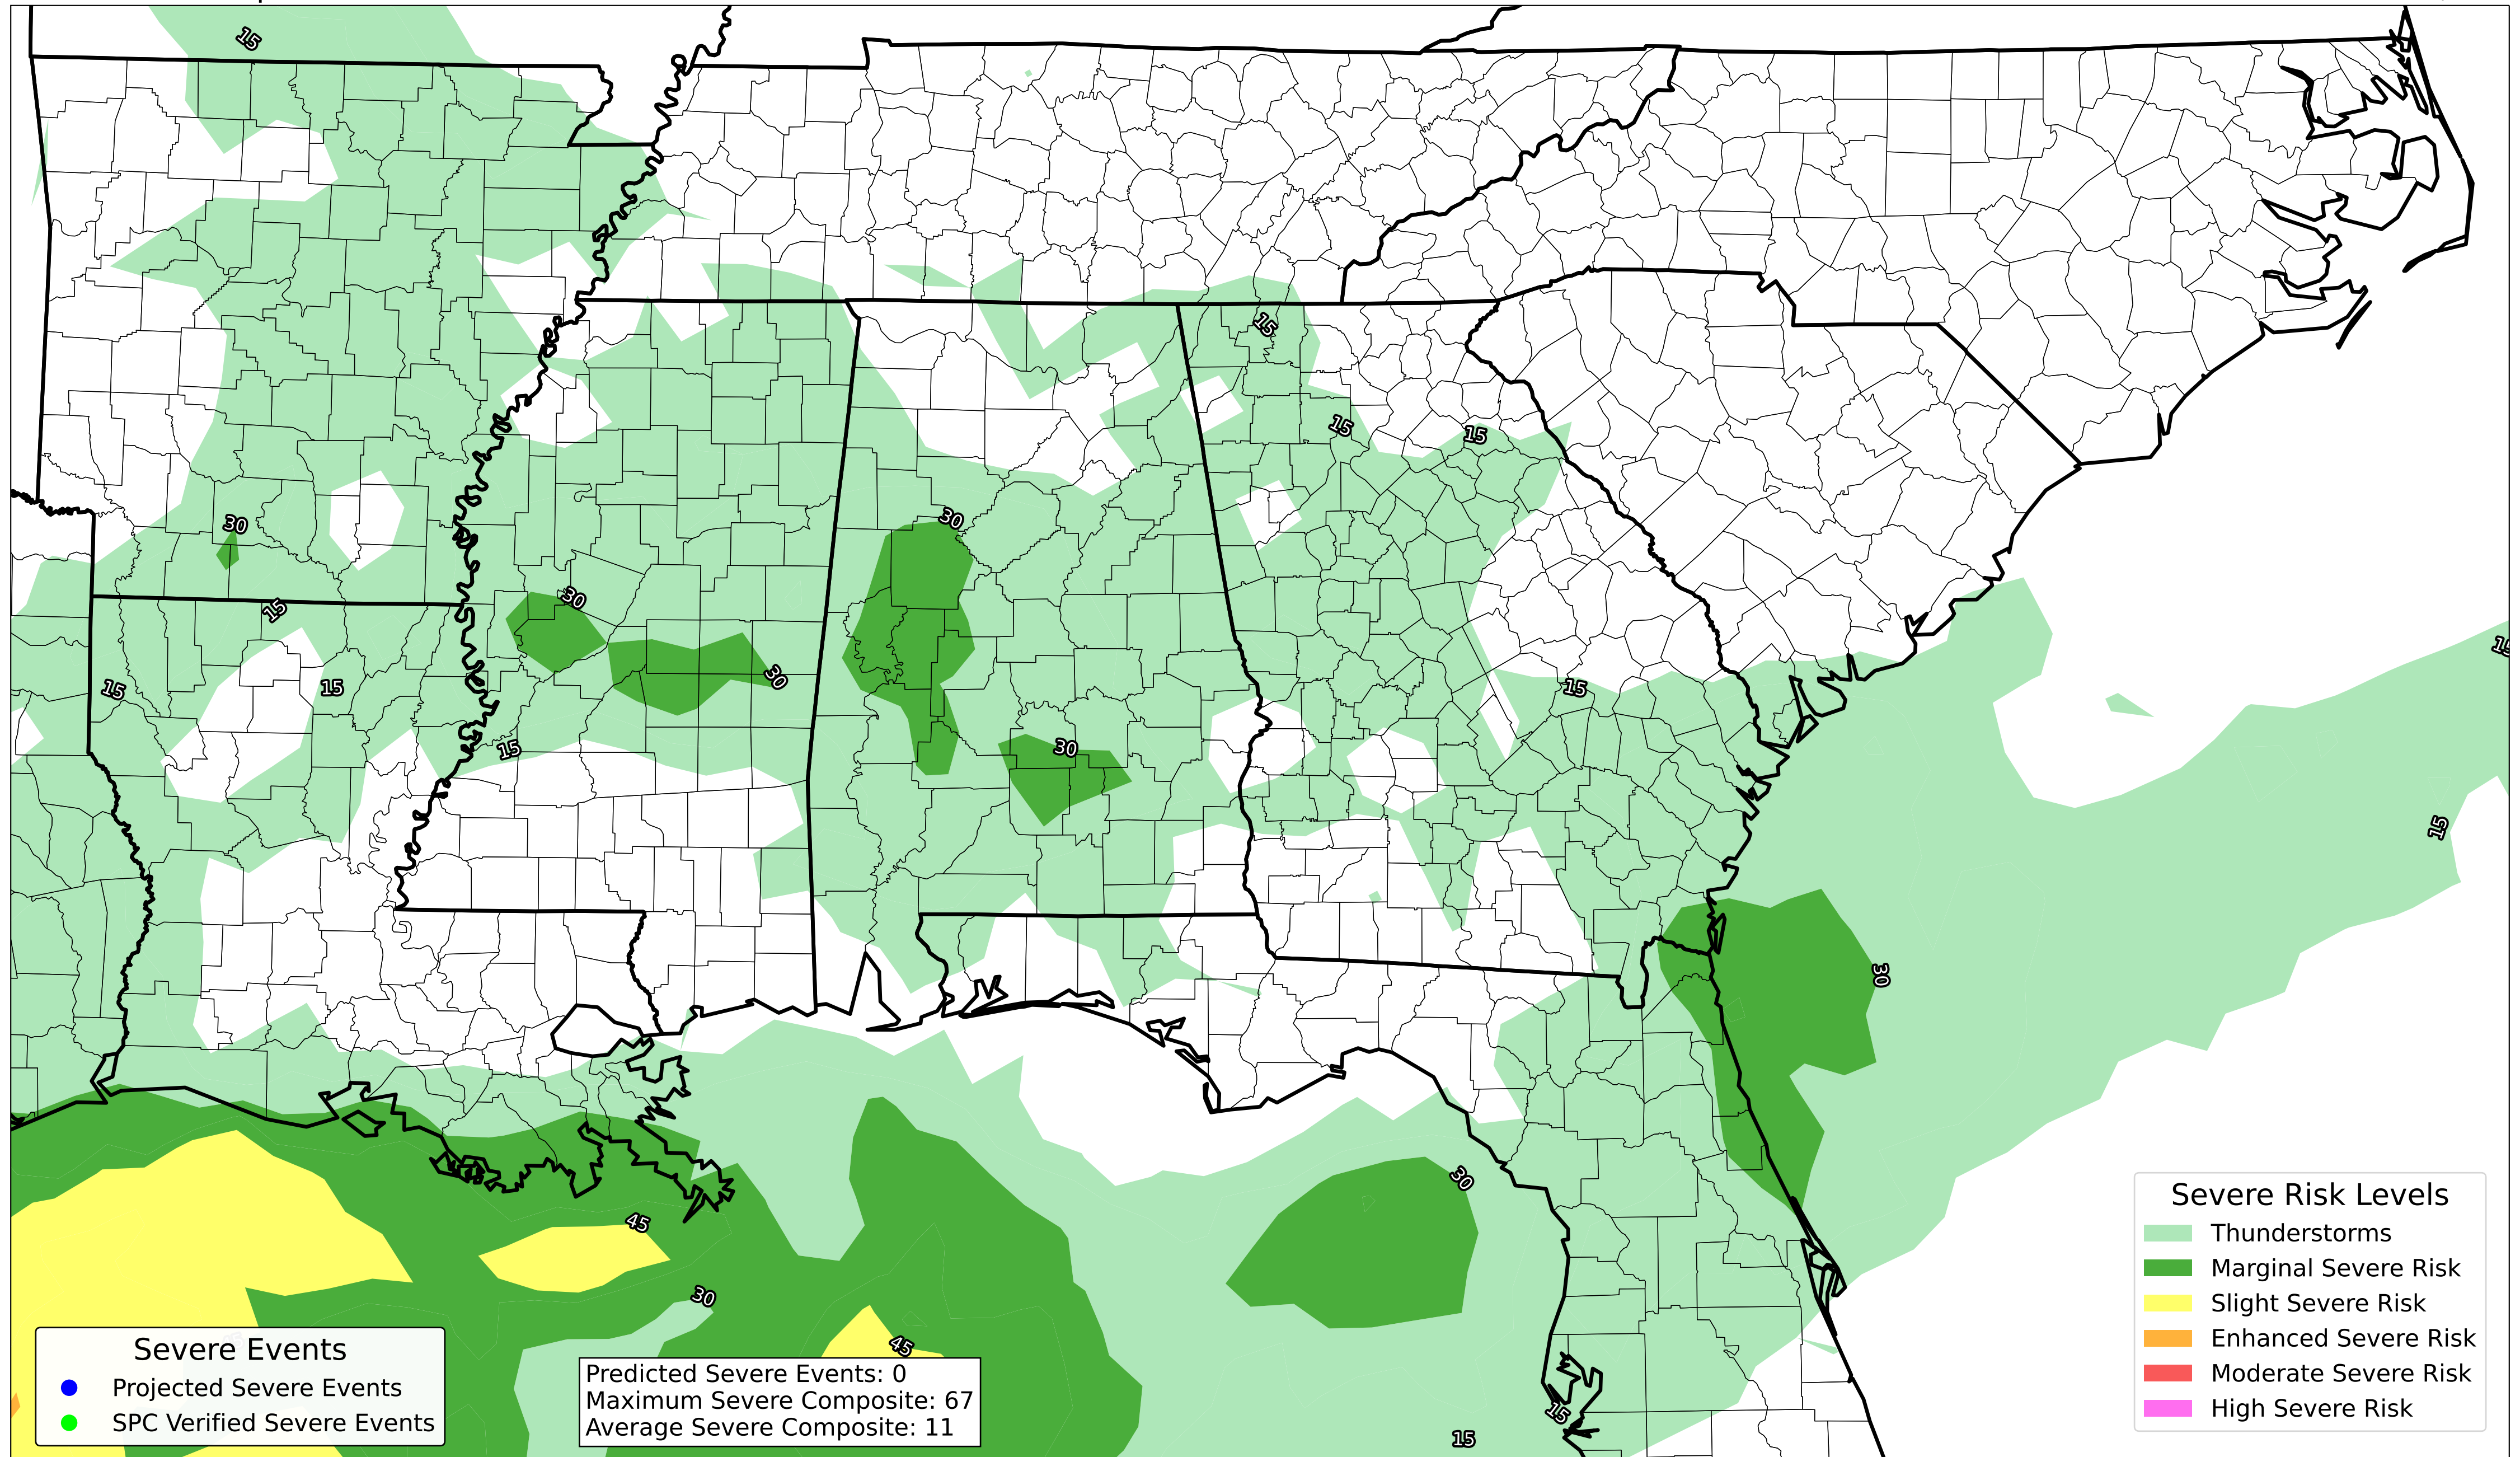 15
15
15
15
30
30
15
30
15
15
15
15
30
15
30
15
30
30
45
30
45
15
15
Severe Risk Levels
Thunderstorms
Marginal Severe Risk
Slight Severe Risk
Enhanced Severe Risk
Moderate Severe Risk
High Severe Risk
Severe Events
Projected Severe Events
SPC Verified Severe Events
Predicted Severe Events: 0
Maximum Severe Composite: 67
Average Severe Composite: 11